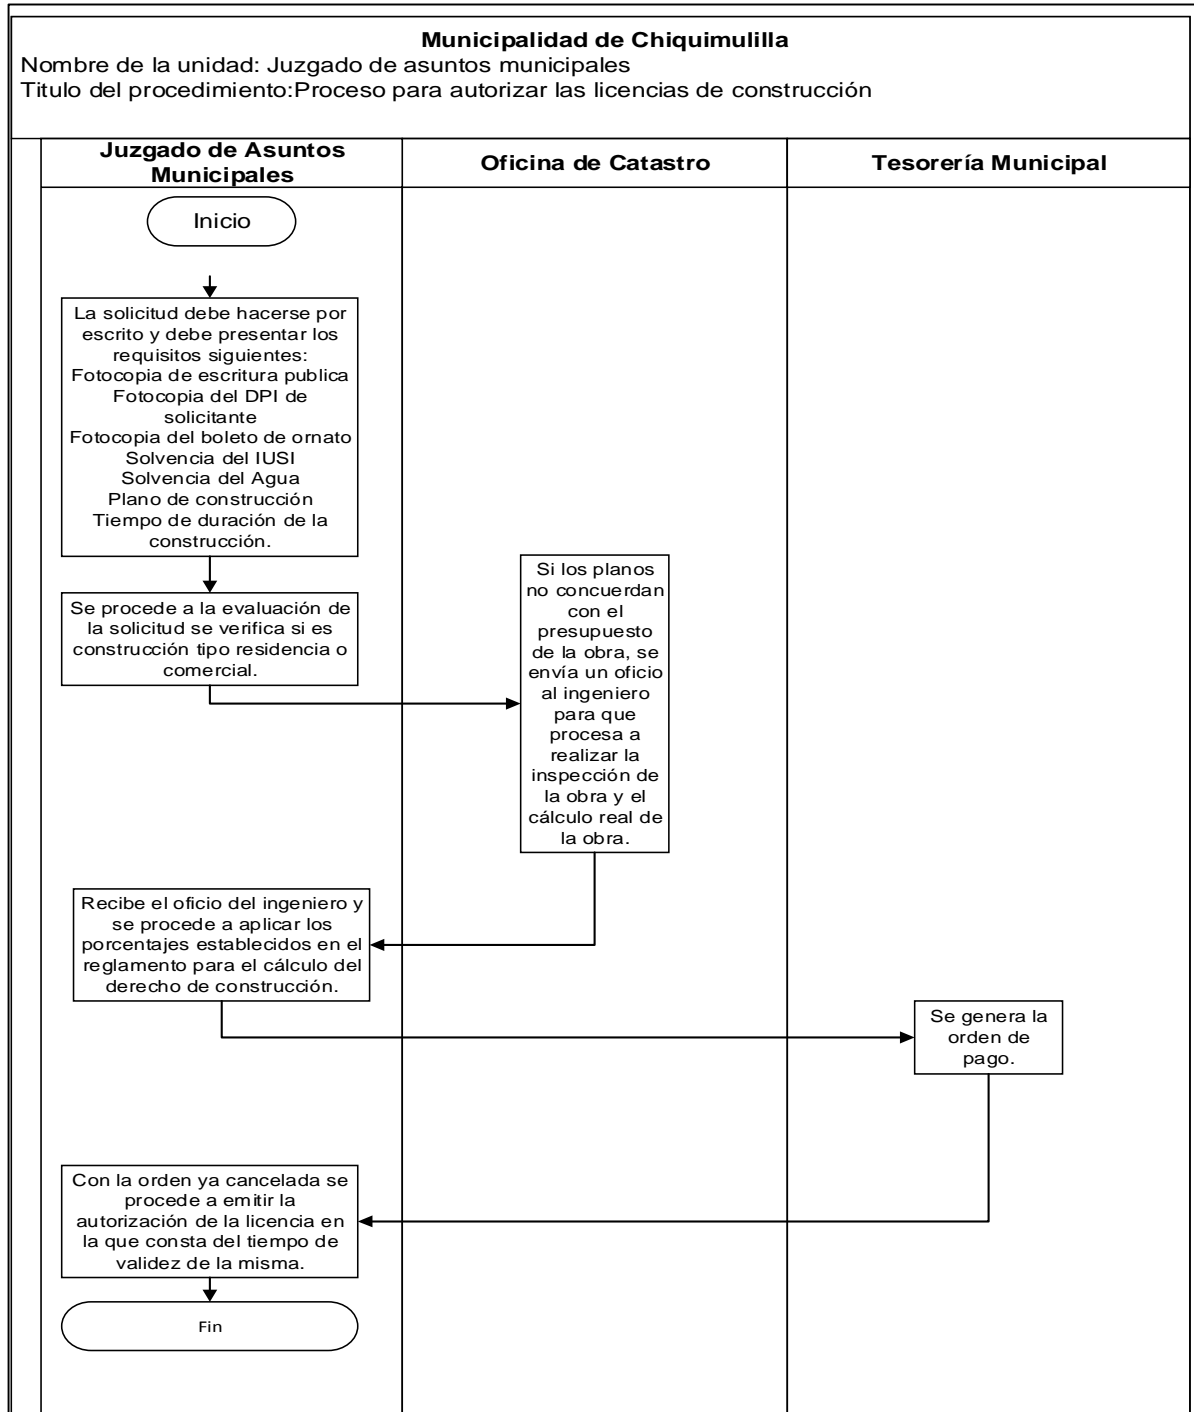 Municipalidad de Chiquimulilla
Nombre de la unidad: Juzgado de asuntos municipales
Titulo del procedimiento:Proceso para autorizar las licencias de construcción
Juzgado de Asuntos
Municipales
Oficina de Catastro
Tesorería Municipal
Inicio
La solicitud debe hacerse por
escrito y debe presentar los
requisitos siguientes:
Fotocopia de escritura publica
Fotocopia del DPI de
solicitante
Fotocopia del boleto de ornato
Solvencia del IUSI
Solvencia del Agua
Plano de construcción
Tiempo de duración de la
construcción.
Se procede a la evaluación de
la solicitud se verifica si es
construcción tipo residencia o
comercial.
Si los planos
no concuerdan
con el
presupuesto
de la obra, se
envía un oficio
al ingeniero
para que
procesa a
realizar la
inspección de
la obra y el
cálculo real de
la obra.
Recibe el oficio del ingeniero y
se procede a aplicar los
porcentajes establecidos en el
reglamento para el cálculo del
derecho de construcción.
Se genera la
orden de
pago.
Con la orden ya cancelada se
procede a emitir la
autorización de la licencia en
la que consta del tiempo de
validez de la misma.
Fin